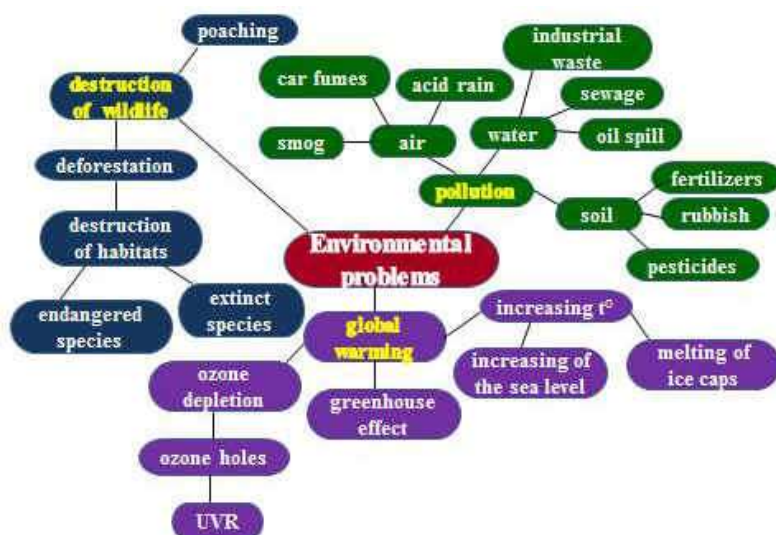 poaching
destruction
of wildlife
deforestation
destruction
of habitats
endangered
species
extinct
species
industrial
waste
car fumes
acid rain
sewage
smog
air
water
oil spill
pollution
fertilizers
soil
rubbish
pesticides
Environmental
problems
global
warming
increasing t°
increasing of
the sea level
melting of
ice caps
ozone
depletion
greenhouse
effect
ozone holes
UVR